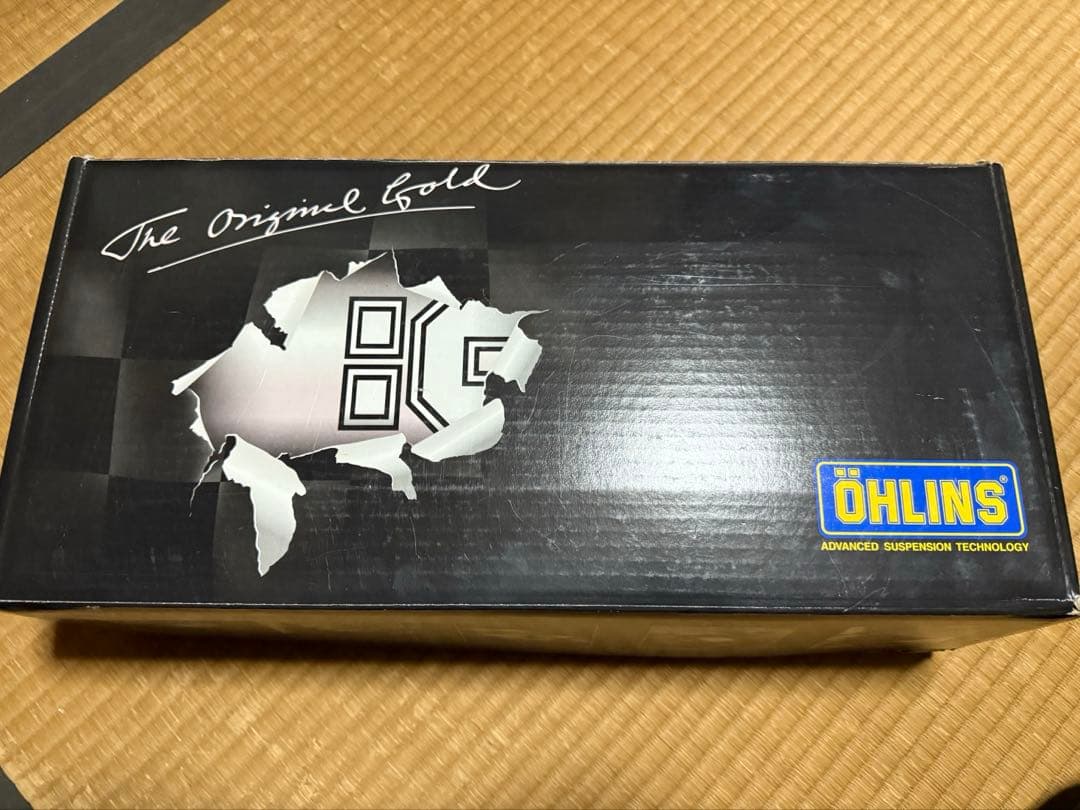 The Original Gold
ÖHLINS®
ADVANCED SUSPENSION TECHNOLOGY